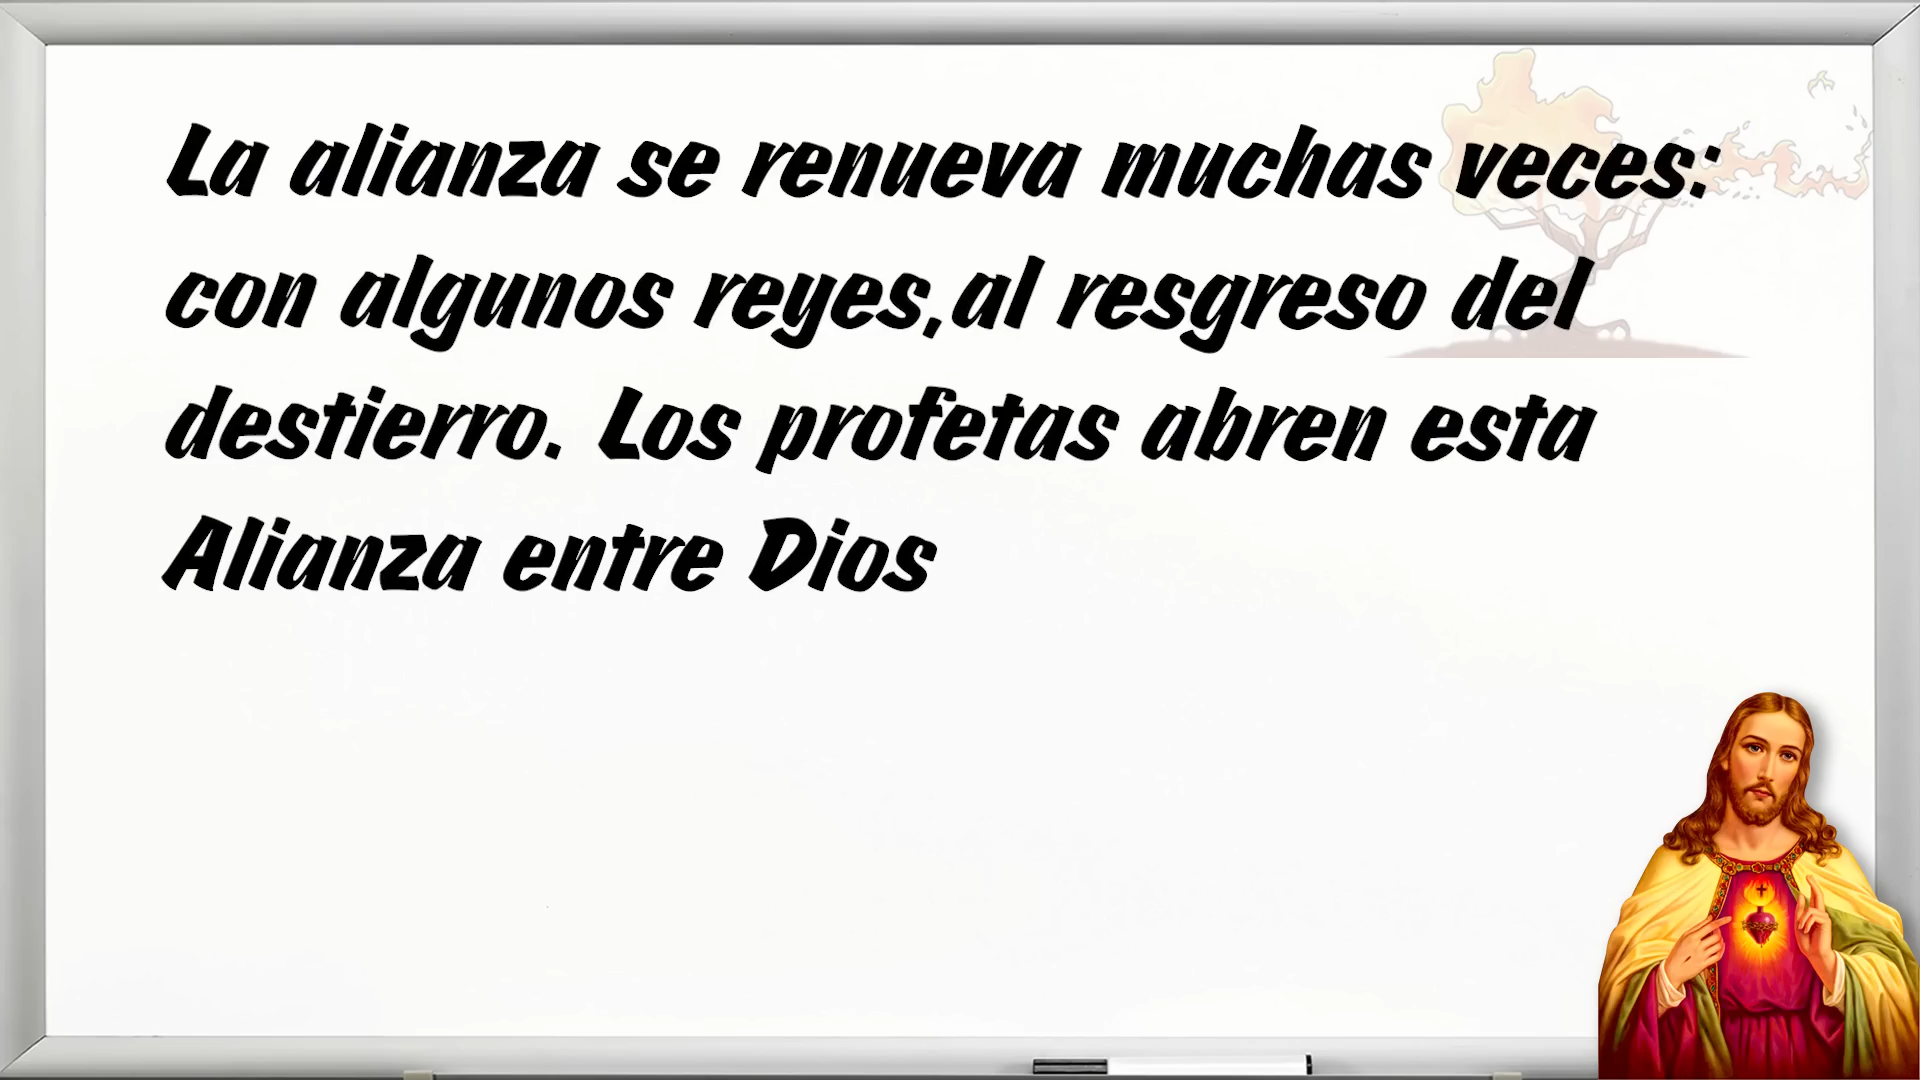 La alianza se renueva muchas veces:
con algunos reyes,al resgreso del
destierro. Los profetas abren esta
Alianza entre Dios